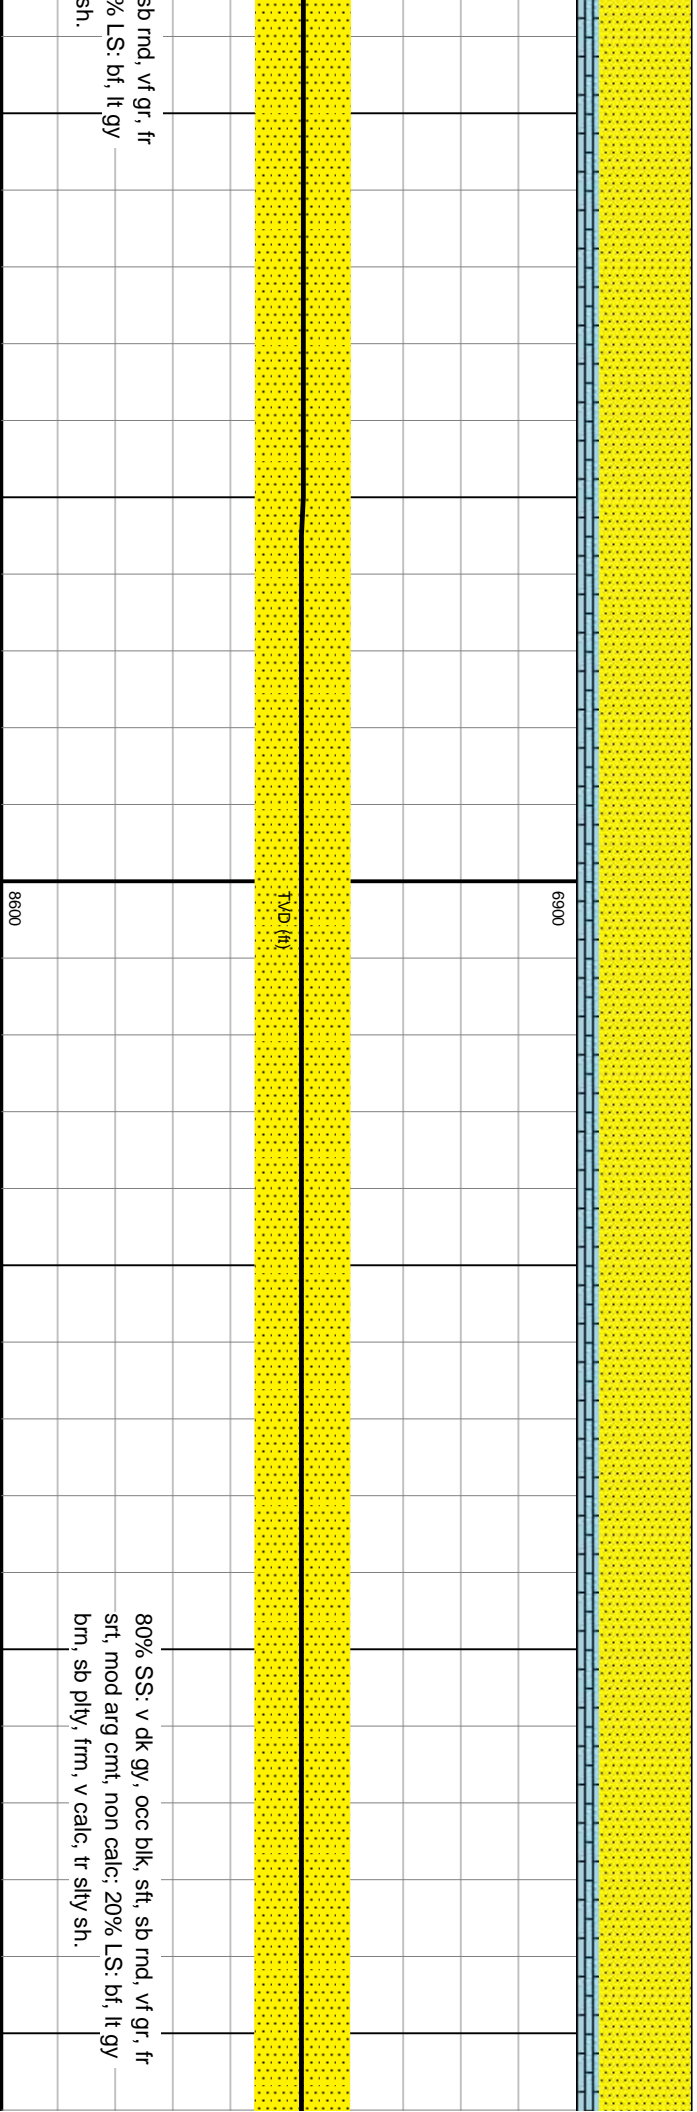 sb rnd, vf gr, fr
% LS: bf, lt gy
sh.
6900
TVD (ft)
8600
80% SS: v dk gy, occ blk, sft, sb rnd, vf gr, fr
srt, mod arg cmt, non calc; 20% LS: bf, lt gy
brn, sb plty, frm, v calc, tr slty sh.